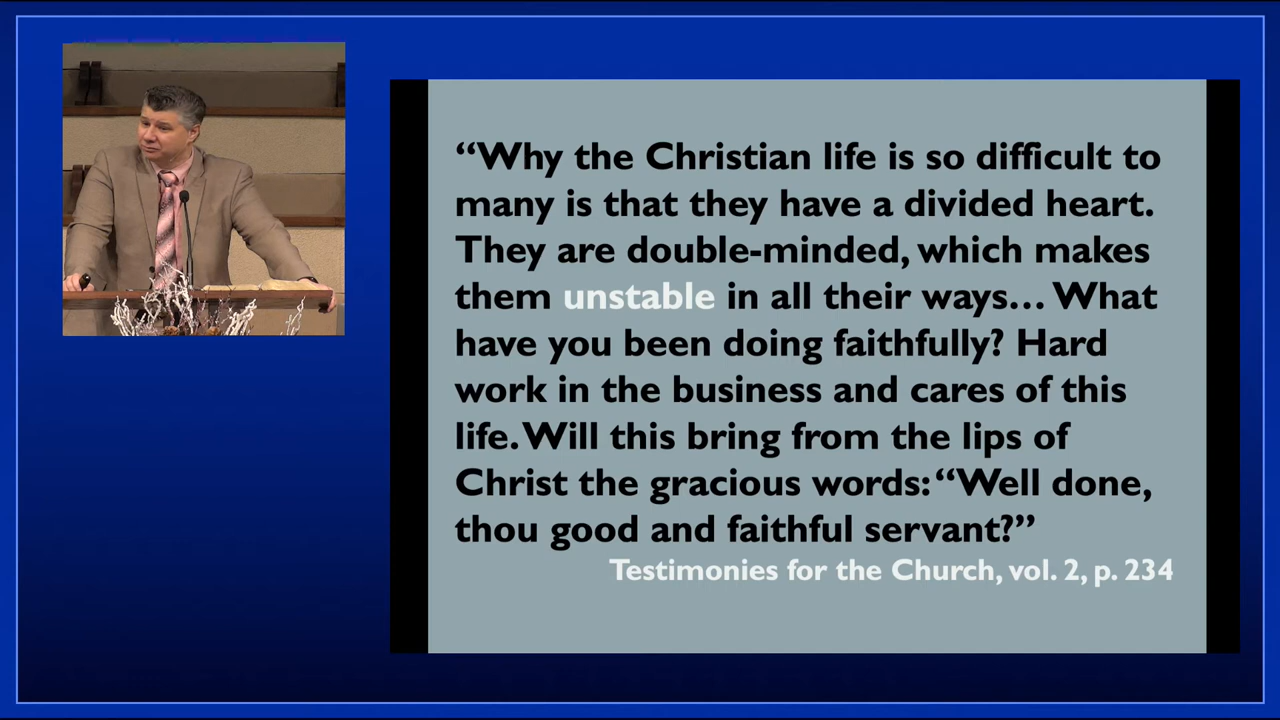 “Why the Christian life is so difficult to
many is that they have a divided heart.
They are double-minded, which makes
them unstable in all their ways… What
have you been doing faithfully? Hard
work in the business and cares of this
life. Will this bring from the lips of
Christ the gracious words: “Well done,
thou good and faithful servant?”
Testimonies for the Church, vol. 2, p. 234